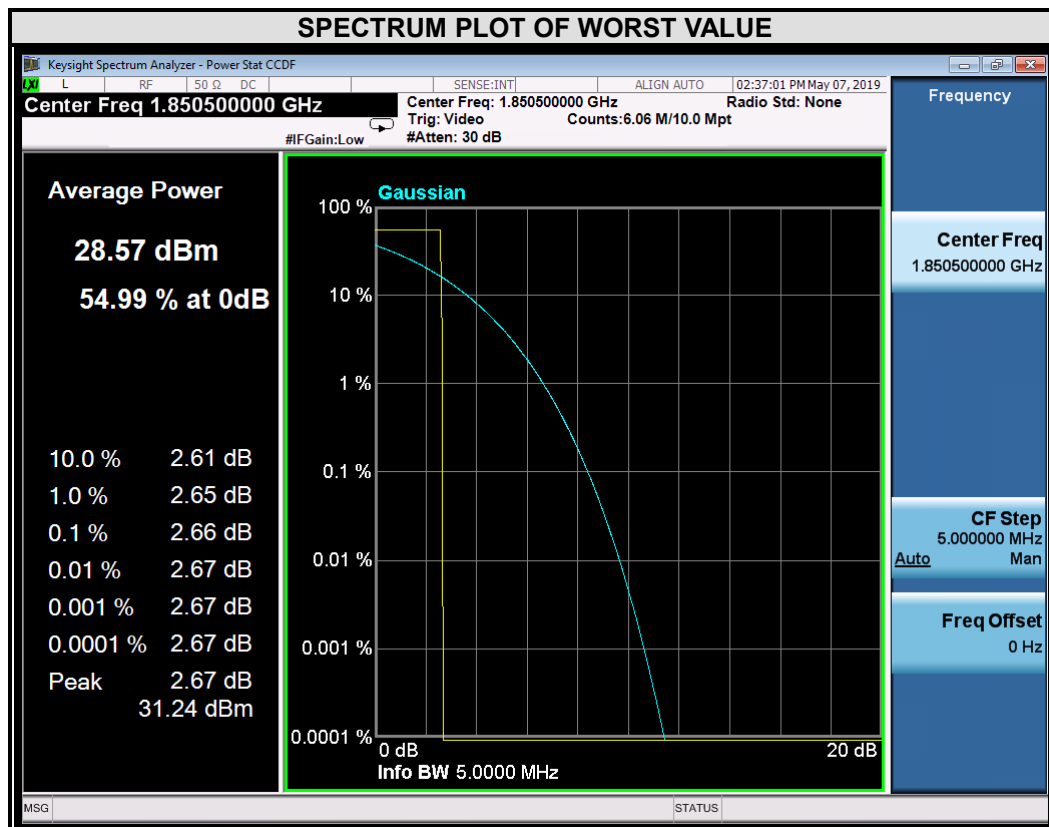 SPECTRUM PLOT OF WORST VALUE
Keysight Spectrum Analyzer - Power Stat CCDF
LXI L RF 50 Ω DC SENSE:INT ALIGN AUTO 02:37:01 PM May 07, 2019
Center Freq 1.850500000 GHz
#IFGain:Low
Center Freq: 1.850500000 GHz Radio Std: None
Trig: Video Counts:6.06 M/10.0 Mpt
#Atten: 30 dB
Average Power
28.57 dBm
54.99 % at 0dB
10.0 % 2.61 dB
1.0 % 2.65 dB
0.1 % 2.66 dB
0.01 % 2.67 dB
0.001 % 2.67 dB
0.0001 % 2.67 dB
Peak 2.67 dB
31.24 dBm
Gaussian
100 %
10 %
1 %
0.1 %
0.01 %
0.001 %
0.0001 %
0 dB 20 dB
Info BW 5.0000 MHz
Frequency
Center Freq
1.850500000 GHz
CF Step
5.000000 MHz
Auto Man
Freq Offset
0 Hz
MSG STATUS